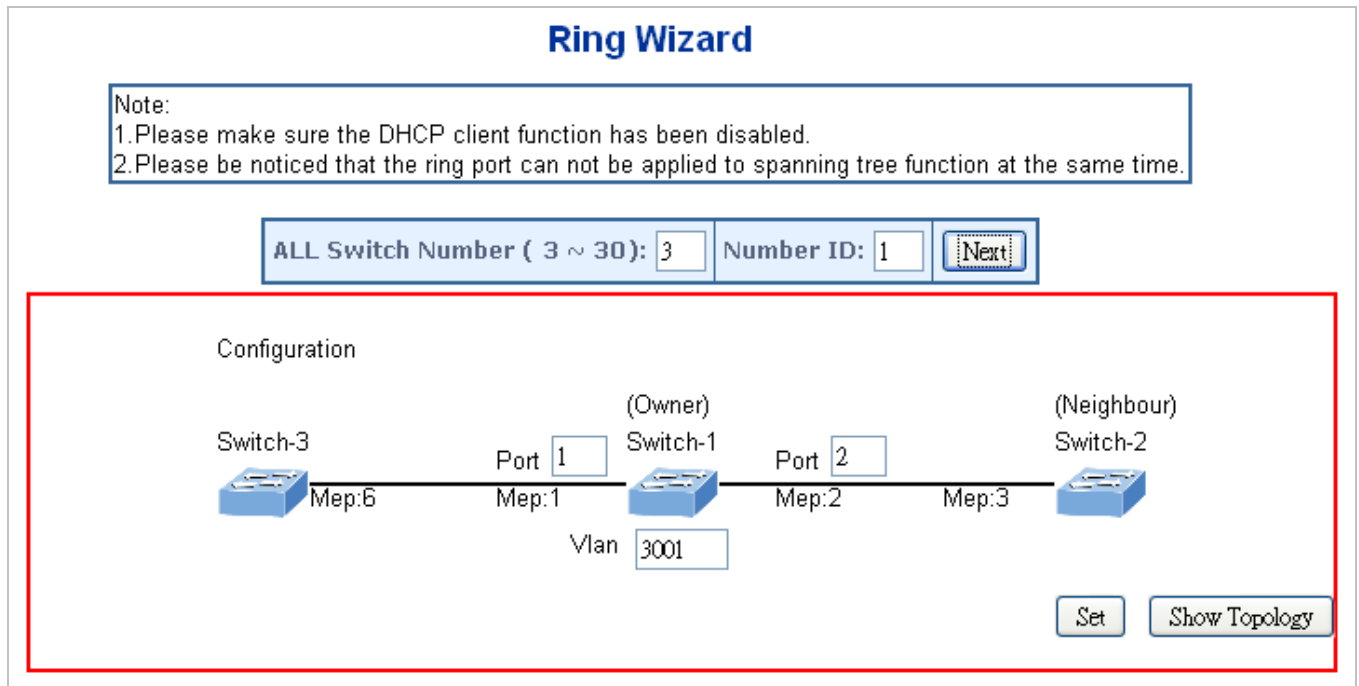 Ring Wizard
Note:
1.Please make sure the DHCP client function has been disabled.
2.Please be noticed that the ring port can not be applied to spanning tree function at the same time.
ALL Switch Number ( 3 ~ 30): 3 Number ID: 1 Next
Configuration
(Owner) (Neighbour)
Switch-3 Switch-1 Switch-2
Port 1 Port 2
Mep:6 Mep:1 Mep:2 Mep:3
Vlan 3001
Set Show Topology